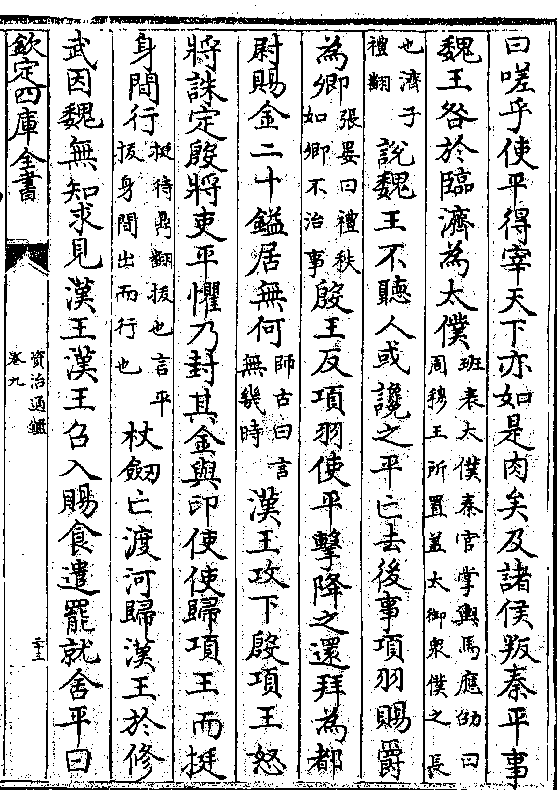 曰嗟乎使平得宰天下亦如是肉矣及諸侯叛秦平事
魏王咎於臨濟為太僕班表太僕秦官掌輿馬應劭曰周穆王所置蓋太御衆僕之長
也濟子禮翻說魏王不聽人或讒之平亡去後事項羽賜爵
為卿張晏曰禮秩如卿不治事殷王反項羽使平擊降之還拜為都
尉賜金二十鎰居無何師古曰言無幾時漢王攻下殷項王怒
將誅定殷將吏平懼乃封其金與印使使歸項王而挺
身間行挺待鼎翻拔也言平拔身間出而行也杖劒亡渡河歸漢王於修
武因魏無知求見漢王漢王召入賜食遣罷就舍平曰
欽定四庫全書
資治通鑑
卷九
二十三